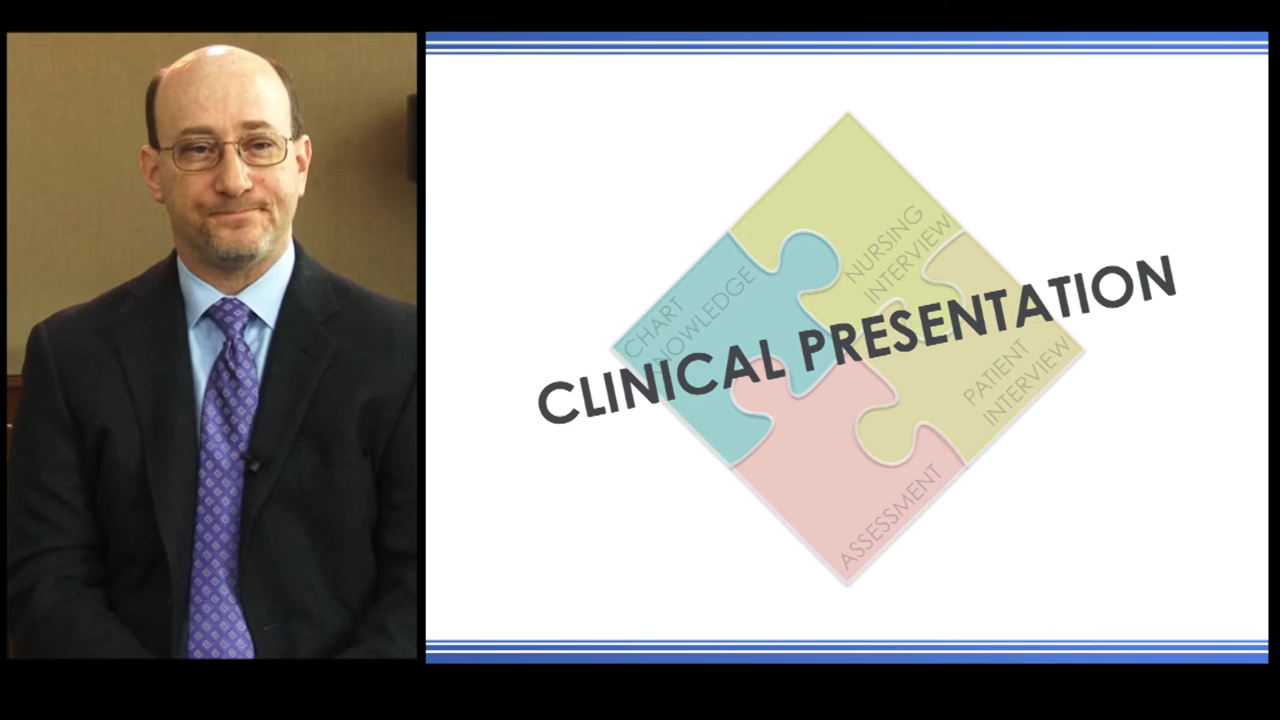 CHART
KNOWLEDGE
NURSING
INTERVIEW
CLINICAL PRESENTATION
PATIENT
INTERVIEW
ASSESSMENT